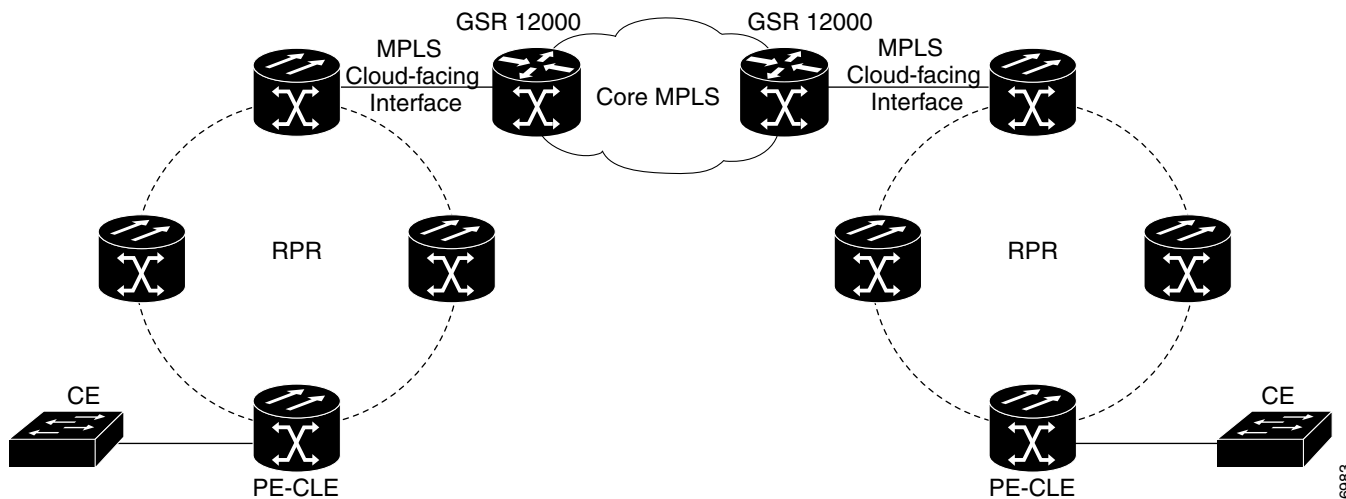 GSR 12000
GSR 12000
MPLS
Cloud-facing
Interface
Core MPLS
MPLS
Cloud-facing
Interface
RPR
RPR
CE
CE
PE-CLE
PE-CLE